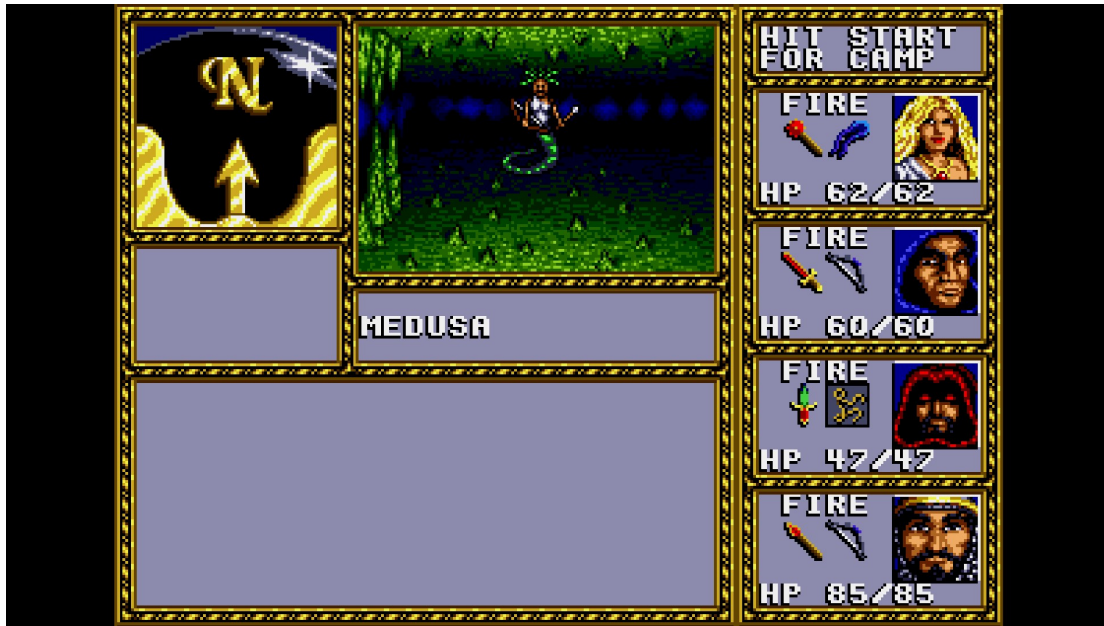 N
HIT START
FOR CAMP
FIRE
HP 62/62
FIRE
HP 60/60
MEDUSA
FIRE
HP 47/47
FIRE
HP 85/85